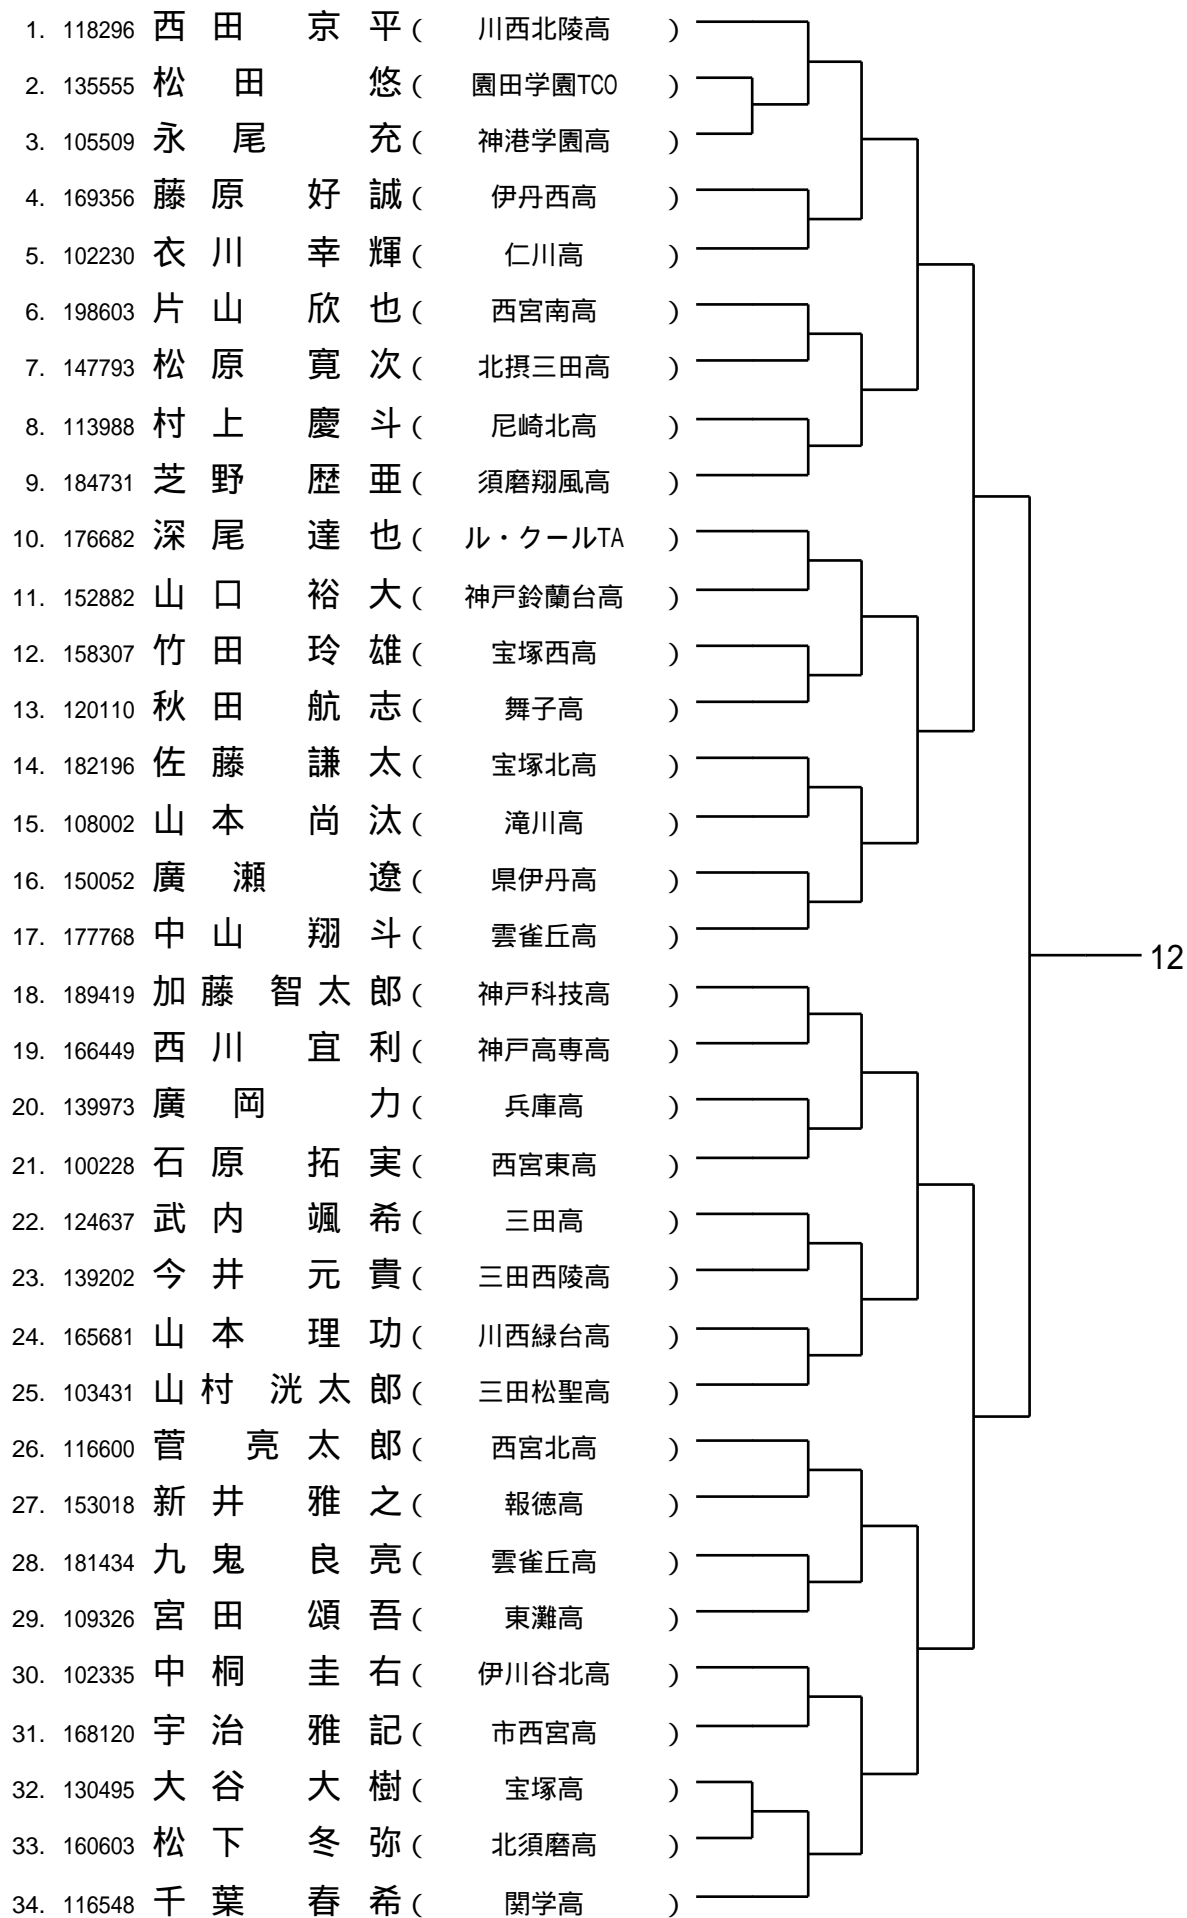 1. 118296 西田 京平 ( 川西北陵高 )
2. 135555 松田 悠 ( 園田学園TCO )
3. 105509 永尾 充 ( 神港学園高 )
4. 169356 藤原 好誠 ( 伊丹西高 )
5. 102230 衣川 幸輝 ( 仁川高 )
6. 198603 片山 欣也 ( 西宮南高 )
7. 147793 松原 寛次 ( 北摂三田高 )
8. 113988 村上 慶斗 ( 尼崎北高 )
9. 184731 芝野 歴亜 ( 須磨翔風高 )
10. 176682 深尾 達也 ( ル・クールTA )
11. 152882 山口 裕大 ( 神戸鈴蘭台高 )
12. 158307 竹田 玲雄 ( 宝塚西高 )
13. 120110 秋田 航志 ( 舞子高 )
14. 182196 佐藤 謙太 ( 宝塚北高 )
15. 108002 山本 尚汰 ( 滝川高 )
16. 150052 廣瀬 遼 ( 県伊丹高 )
17. 177768 中山 翔斗 ( 雲雀丘高 )
12
18. 189419 加藤 智太郎 ( 神戸科技高 )
19. 166449 西川 宜利 ( 神戸高専高 )
20. 139973 廣岡 力 ( 兵庫高 )
21. 100228 石原 拓実 ( 西宮東高 )
22. 124637 武内 颯希 ( 三田高 )
23. 139202 今井 元貴 ( 三田西陵高 )
24. 165681 山本 理功 ( 川西緑台高 )
25. 103431 山村 洸太郎 ( 三田松聖高 )
26. 116600 菅 亮太郎 ( 西宮北高 )
27. 153018 新井 雅之 ( 報徳高 )
28. 181434 九鬼 良亮 ( 雲雀丘高 )
29. 109326 宮田 頌吾 ( 東灘高 )
30. 102335 中桐 圭右 ( 伊川谷北高 )
31. 168120 宇治 雅記 ( 市西宮高 )
32. 130495 大谷 大樹 ( 宝塚高 )
33. 160603 松下 冬弥 ( 北須磨高 )
34. 116548 千葉 春希 ( 関学高 )